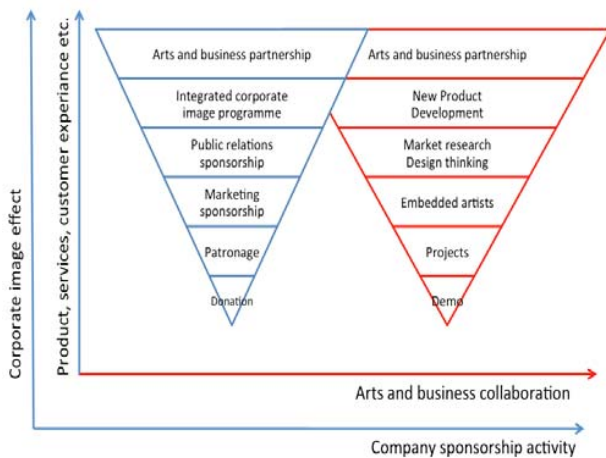 Corporate image effect
Product, services, customer experiance etc.
Arts and business partnership
Integrated corporate
image programme
Public relations
sponsorship
Marketing
sponsorship
Patronage
Donation
Arts and business partnership
New Product
Development
Market research
Design thinking
Embedded artists
Projects
Demo
Arts and business collaboration
Company sponsorship activity